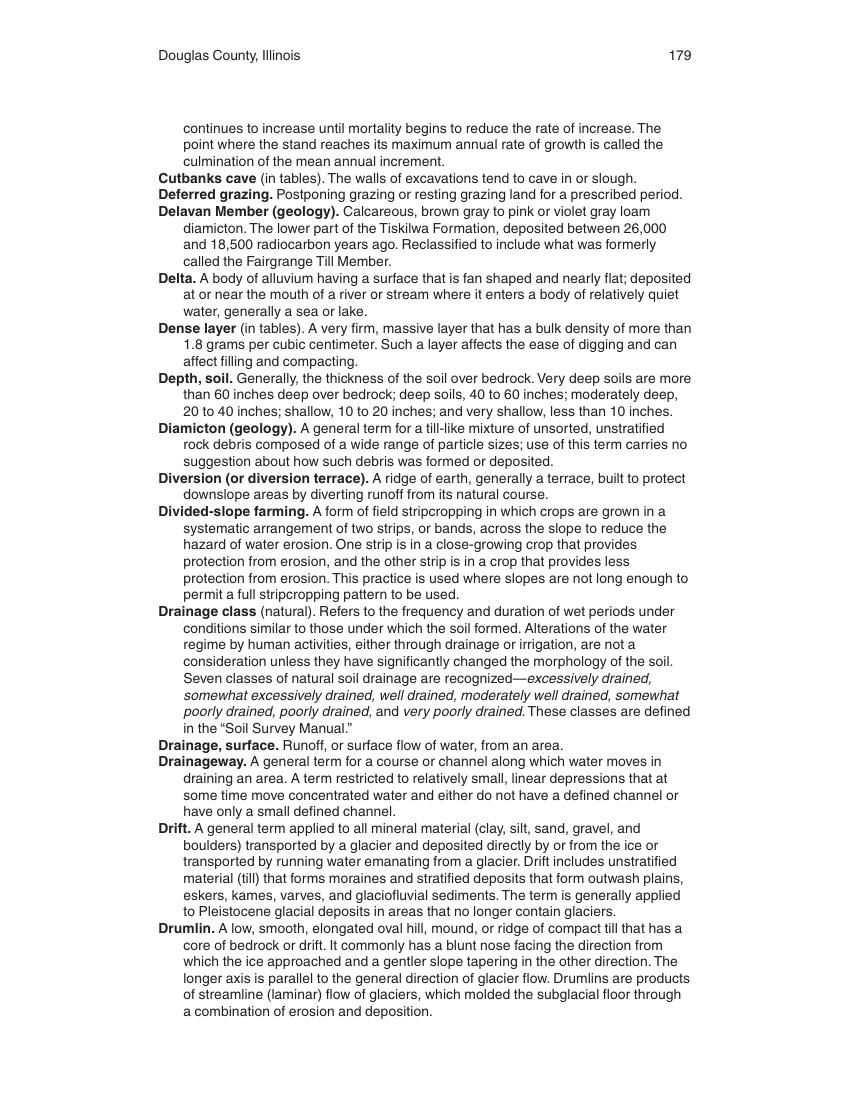 Douglas County, Illinois 179
continues to increase until mortality begins to reduce the rate of increase. The
point where the stand reaches its maximum annual rate of growth is called the
culmination of the mean annual increment.
Cutbanks cave (in tables). The walls of excavations tend to cave in or slough.
Deferred grazing. Postponing grazing or resting grazing land for a prescribed period.
Delavan Member (geology). Calcareous, brown gray to pink or violet gray loam
diamicton. The lower part of the Tiskilwa Formation, deposited between 26,000
and 18,500 radiocarbon years ago. Reclassified to include what was formerly
called the Fairgrange Till Member.
Delta. A body of alluvium having a surface that is fan shaped and nearly flat; deposited
at or near the mouth of a river or stream where it enters a body of relatively quiet
water, generally a sea or lake.
Dense layer (in tables). A very firm, massive layer that has a bulk density of more than
1.8 grams per cubic centimeter. Such a layer affects the ease of digging and can
affect filling and compacting.
Depth, soil. Generally, the thickness of the soil over bedrock. Very deep soils are more
than 60 inches deep over bedrock; deep soils, 40 to 60 inches; moderately deep,
20 to 40 inches; shallow, 10 to 20 inches; and very shallow, less than 10 inches.
Diamicton (geology). A general term for a till-like mixture of unsorted, unstratified
rock debris composed of a wide range of particle sizes; use of this term carries no
suggestion about how such debris was formed or deposited.
Diversion (or diversion terrace). A ridge of earth, generally a terrace, built to protect
downslope areas by diverting runoff from its natural course.
Divided-slope farming. A form of field stripcropping in which crops are grown in a
systematic arrangement of two strips, or bands, across the slope to reduce the
hazard of water erosion. One strip is in a close-growing crop that provides
protection from erosion, and the other strip is in a crop that provides less
protection from erosion. This practice is used where slopes are not long enough to
permit a full stripcropping pattern to be used.
Drainage class (natural). Refers to the frequency and duration of wet periods under
conditions similar to those under which the soil formed. Alterations of the water
regime by human activities, either through drainage or irrigation, are not a
consideration unless they have significantly changed the morphology of the soil.
Seven classes of natural soil drainage are recognized—excessively drained,
somewhat excessively drained, well drained, moderately well drained, somewhat
poorly drained, poorly drained, and very poorly drained. These classes are defined
in the “Soil Survey Manual.”
Drainage, surface. Runoff, or surface flow of water, from an area.
Drainageway. A general term for a course or channel along which water moves in
draining an area. A term restricted to relatively small, linear depressions that at
some time move concentrated water and either do not have a defined channel or
have only a small defined channel.
Drift. A general term applied to all mineral material (clay, silt, sand, gravel, and
boulders) transported by a glacier and deposited directly by or from the ice or
transported by running water emanating from a glacier. Drift includes unstratified
material (till) that forms moraines and stratified deposits that form outwash plains,
eskers, kames, varves, and glaciofluvial sediments. The term is generally applied
to Pleistocene glacial deposits in areas that no longer contain glaciers.
Drumlin. A low, smooth, elongated oval hill, mound, or ridge of compact till that has a
core of bedrock or drift. It commonly has a blunt nose facing the direction from
which the ice approached and a gentler slope tapering in the other direction. The
longer axis is parallel to the general direction of glacier flow. Drumlins are products
of streamline (laminar) flow of glaciers, which molded the subglacial floor through
a combination of erosion and deposition.